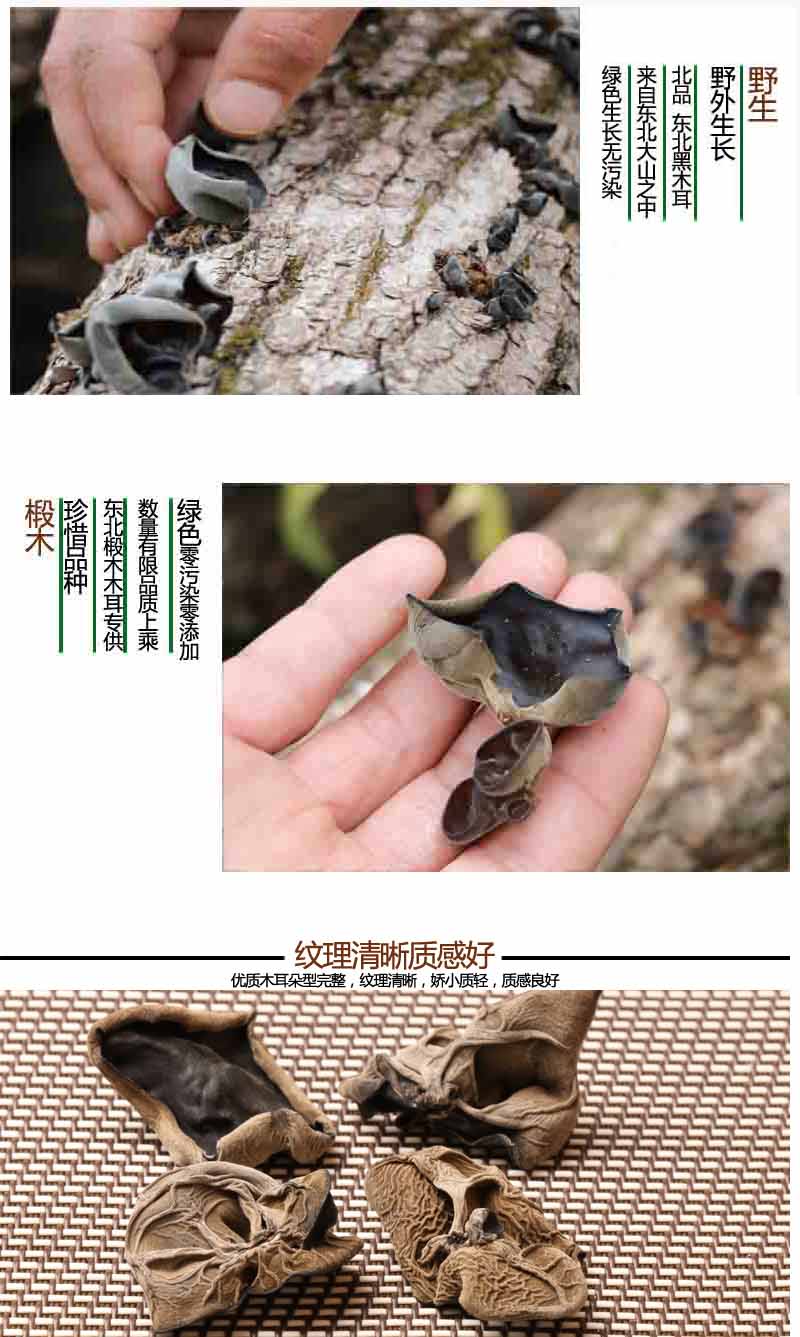 野生
野外生长
北品 东北黑木耳
来自东北大山之中
绿色生长无污染
绿色零污染零添加
数量有限品质上乘
东北椴木木耳专供
珍惜品种
椴木
纹理清晰质感好
优质木耳朵型完整，纹理清晰，娇小质轻，质感良好